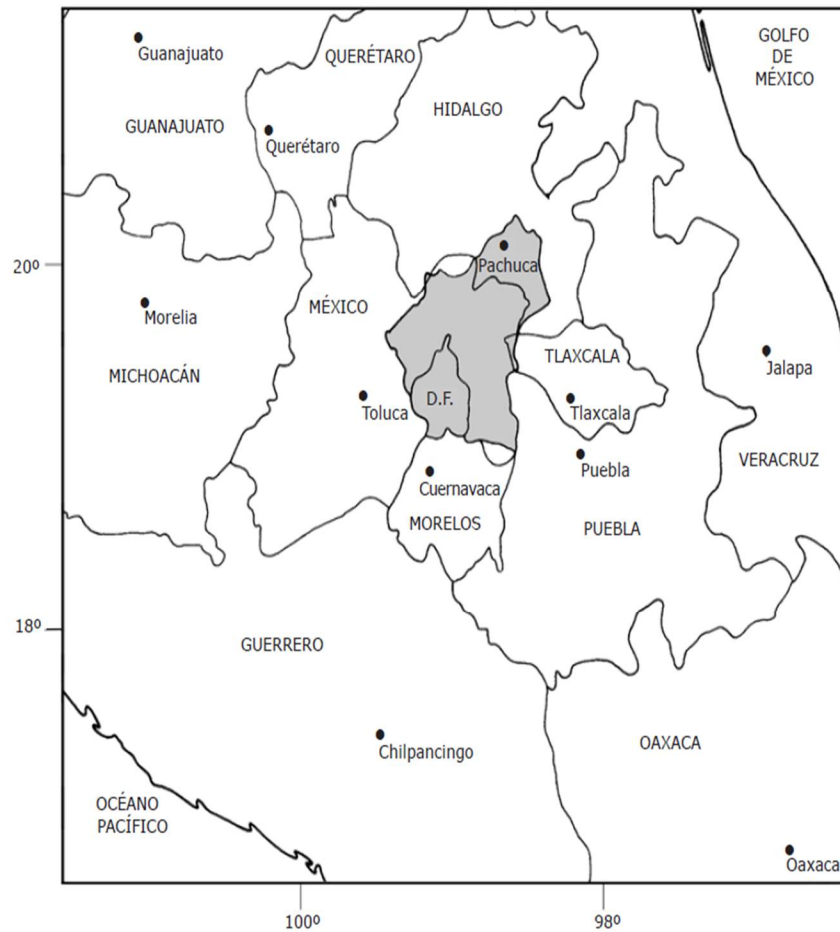 Guanajuato
QUERÉTARO
GOLFO
DE
MÉXICO
GUANAJUATO
HIDALGO
Querétaro
20º
Pachuca
MÉXICO
Morelia
TLAXCALA
Jalapa
MICHOACÁN
D.F.
Toluca
Tlaxcala
Puebla
VERACRUZ
Cuernavaca
MORELOS
PUEBLA
18º
GUERRERO
OAXACA
Chilpancingo
OCÉANO
PACÍFICO
Oaxaca
100º
98º